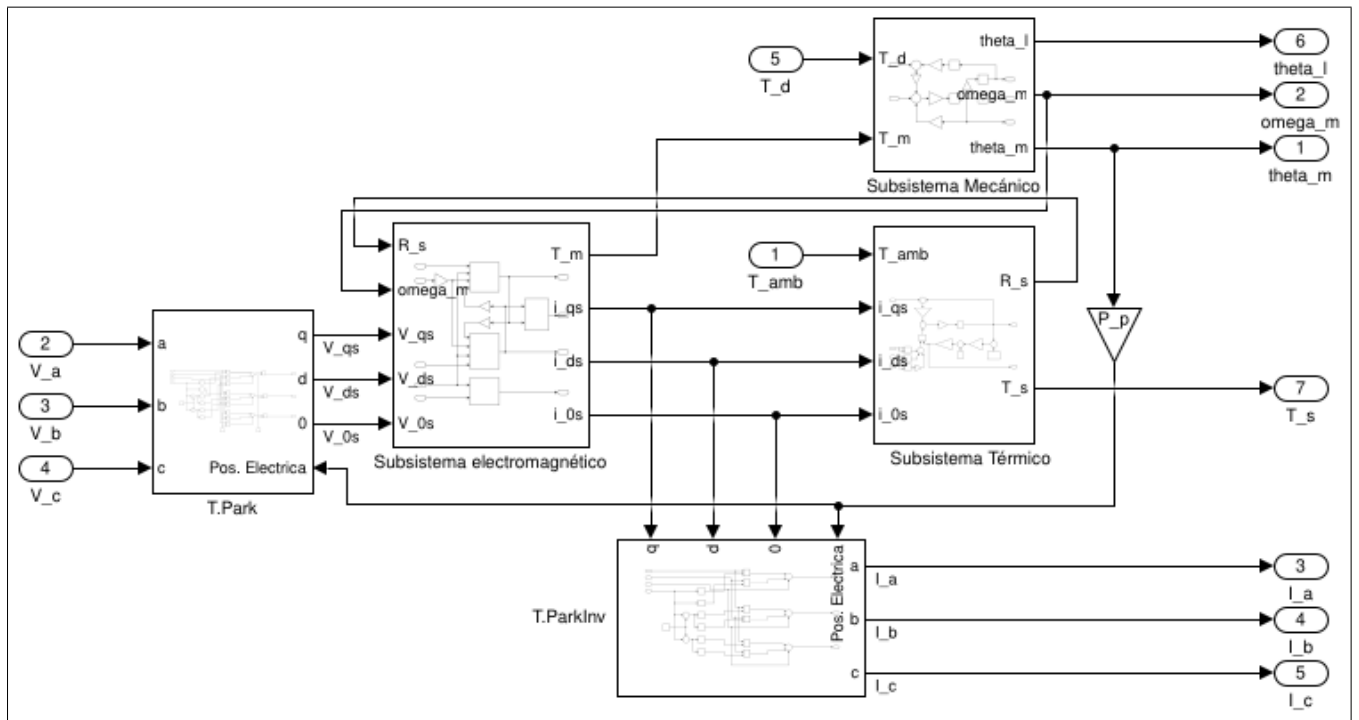 theta_l
6
theta_l
5
T_d
T_d
omega_m
2
omega_m
T_m
theta_m
1
theta_m
Subsistema Mecánico
R_s
T_m
1
T_amb
T_amb
R_s
omega_m
i_qs
i_qs
P_p
2
V_a
a
q
V_qs
V_qs
i_ds
i_ds
3
V_b
b
d
V_ds
V_ds
T_s
7
T_s
0
V_0s
V_0s
i_0s
i_0s
4
V_c
c
Pos. Electrica
Subsistema electromagnético
Subsistema Térmico
T.Park
q
d
0
Pos. Electrica
a
I_a
3
I_a
T.ParkInv
b
I_b
4
I_b
c
I_c
5
I_c